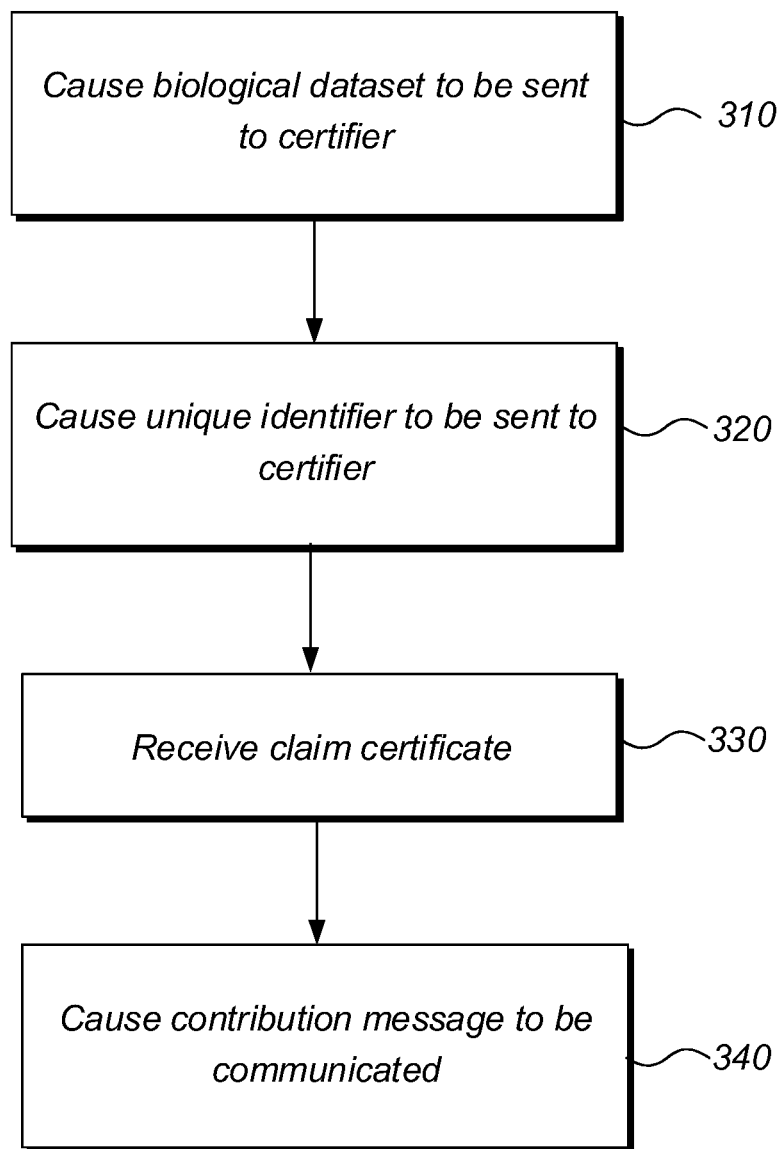 Cause biological dataset to be sent
to certifier
310
Cause unique identifier to be sent to
certifier
320
Receive claim certificate
330
Cause contribution message to be
communicated
340